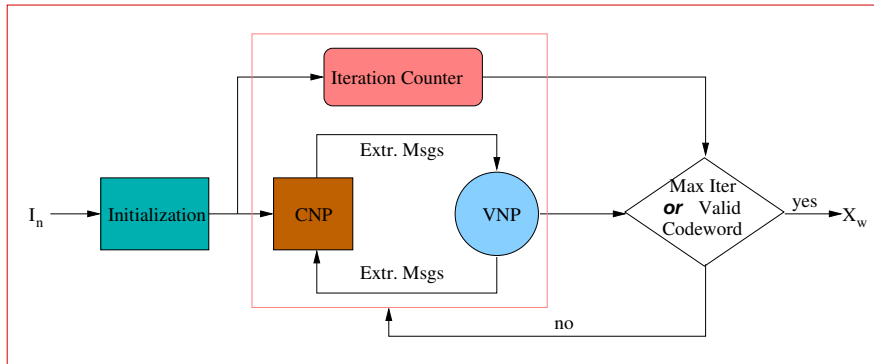 Iteration Counter
Extr. Msgs
I_n
Initialization
CNP
VNP
Max Iter
or Valid
Codeword
yes
X_w
Extr. Msgs
no